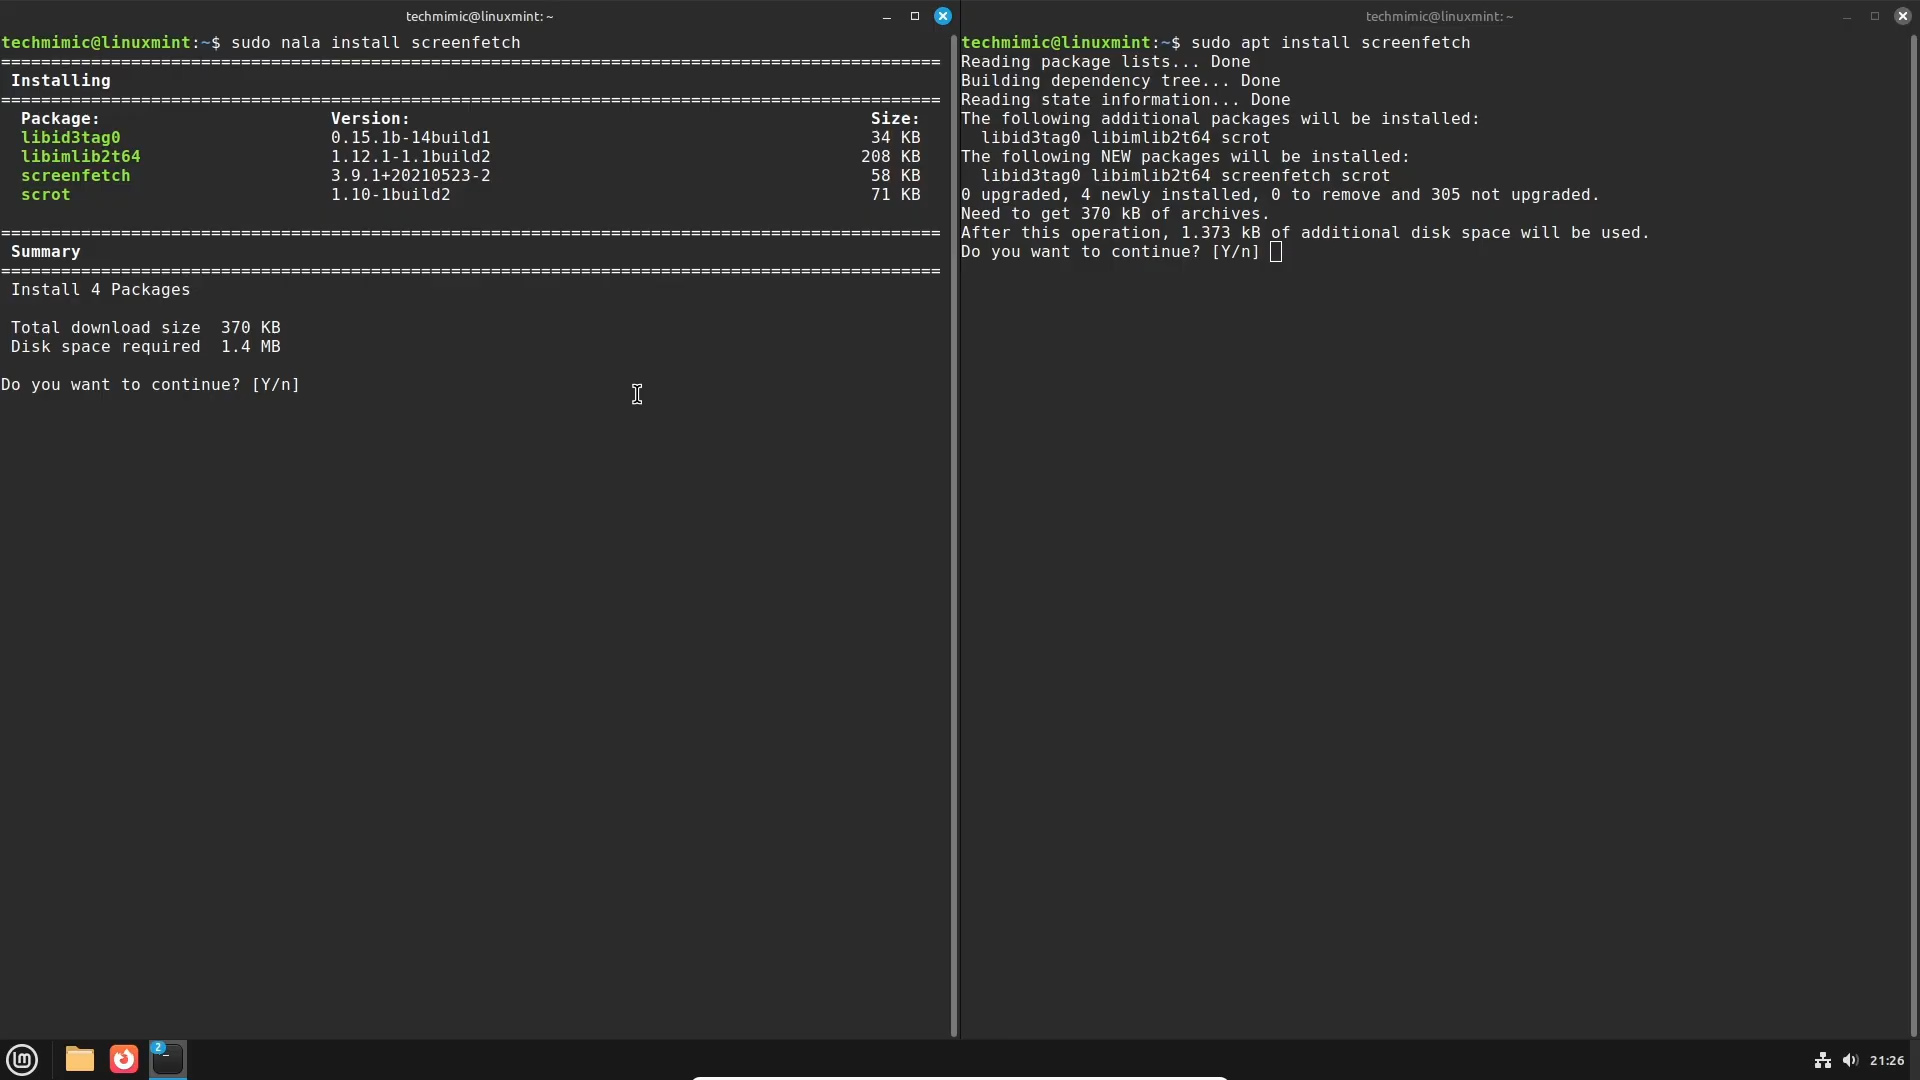 techmimic@linuxmint: ~
techmimic@linuxmint:~$ sudo nala install screenfetch
==============================================================================================
Installing
==============================================================================================
Package: Version: Size:
libid3tag0 0.15.1b-14build1 34 KB
libimlib2t64 1.12.1-1.1build2 208 KB
screenfetch 3.9.1+20210523-2 58 KB
scrot 1.10-1build2 71 KB
==============================================================================================
Summary
==============================================================================================
Install 4 Packages
Total download size 370 KB
Disk space required 1.4 MB
Do you want to continue? [Y/n]
techmimic@linuxmint: ~
techmimic@linuxmint:~$ sudo apt install screenfetch
Reading package lists... Done
Building dependency tree... Done
Reading state information... Done
The following additional packages will be installed:
libid3tag0 libimlib2t64 scrot
The following NEW packages will be installed:
libid3tag0 libimlib2t64 screenfetch scrot
0 upgraded, 4 newly installed, 0 to remove and 305 not upgraded.
Need to get 370 kB of archives.
After this operation, 1.373 kB of additional disk space will be used.
Do you want to continue? [Y/n]
2
21:26